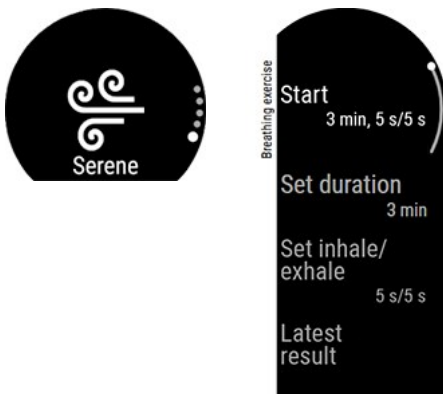 Serene
Breathing exercise
Start
3 min, 5 s/5 s
Set duration
3 min
Set inhale/
exhale
5 s/5 s
Latest
result